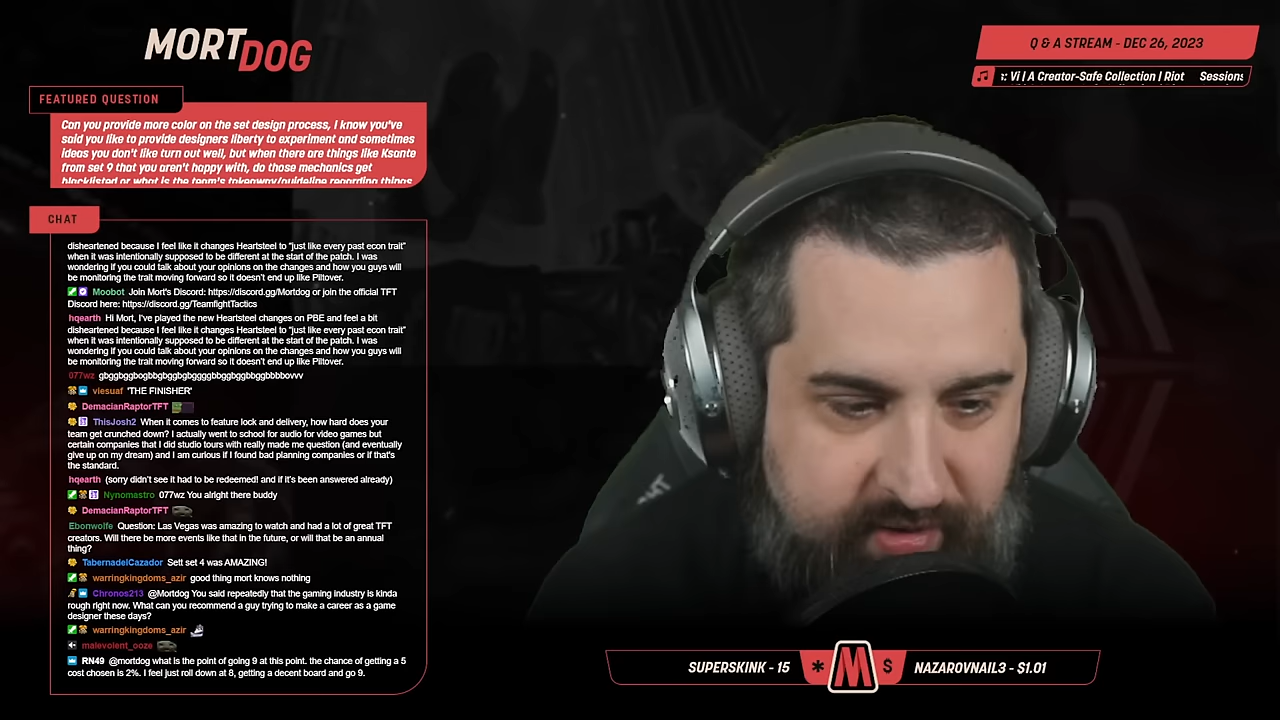 MORTDOG
Q & A STREAM - DEC 26, 2023
: Vi | A Creator-Safe Collection | Riot Sessions
FEATURED QUESTION
Can you provide more color on the set design process, I know you've
said you like to provide designers liberty to experiment and sometimes
ideas you don't like turn out well, but when there are things like Ksante
from set 9 that you aren't happy with, do those mechanics get
blacklisted or what is the team's takeaway/guideline regarding things
CHAT
disheartened because I feel like it changes Heartsteel to "just like every past econ trait"
when it was intentionally supposed to be different at the start of the patch. I was
wondering if you could talk about your opinions on the changes and how you guys will
be monitoring the trait moving forward so it doesn't end up like Piltover.
Moobot Join Mort's Discord: https://discord.gg/Mortdog or join the official TFT
Discord here: https://discord.gg/TeamfightTactics
hqearth Hi Mort, I've played the new Heartsteel changes on PBE and feel a bit
disheartened because I feel like it changes Heartsteel to "just like every past econ trait"
when it was intentionally supposed to be different at the start of the patch. I was
wondering if you could talk about your opinions on the changes and how you guys will
be monitoring the trait moving forward so it doesn't end up like Piltover.
077wz gbggbggbogbbgbggbgbggggbbggbggbbggbbbbovvv
viesuaf 'THE FINISHER'
DemacianRaptorTFT
ThisJosh2 When it comes to feature lock and delivery, how hard does your
team get crunched down? I actually went to school for audio for video games but
certain companies that I did studio tours with really made me question (and eventually
give up on my dream) and I am curious if I found bad planning companies or if that's
the standard.
hqearth (sorry didn't see it had to be redeemed! and if it's been answered already)
Nynomastro 077wz You alright there buddy
DemacianRaptorTFT
Ebonwolfe Question: Las Vegas was amazing to watch and had a lot of great TFT
creators. Will there be more events like that in the future, or will that be an annual
thing?
TabernadelCazador Sett set 4 was AMAZING!
warringkingdoms_azir good thing mort knows nothing
Chronos213 @Mortdog You said repeatedly that the gaming industry is kinda
rough right now. What can you recommend a guy trying to make a career as a game
designer these days?
warringkingdoms_azir
malevolent_ooze
RN49 @mortdog what is the point of going 9 at this point. the chance of getting a 5
cost chosen is 2%. I feel just roll down at 8, getting a decent board and go 9.
SUPERSKINK - 15 * M $ NAZAROVNAIL3 - $1.01